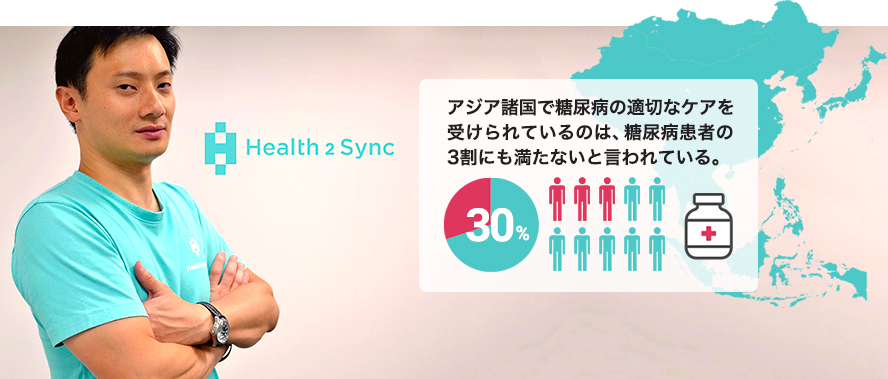 Health 2 Sync
アジア諸国で糖尿病の適切なケアを
受けられているのは、糖尿病患者の
3割にも満たないと言われている。
30%